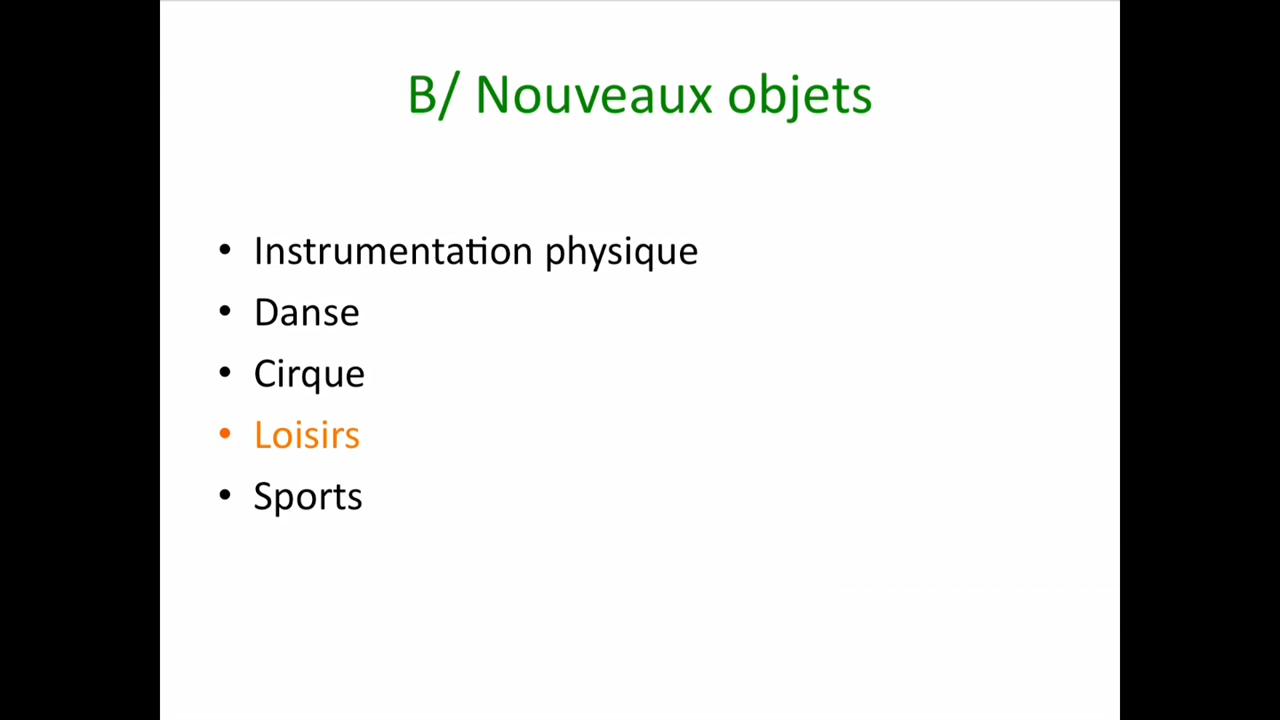 B/ Nouveaux objets
• Instrumentation physique
• Danse
• Cirque
• Loisirs
• Sports